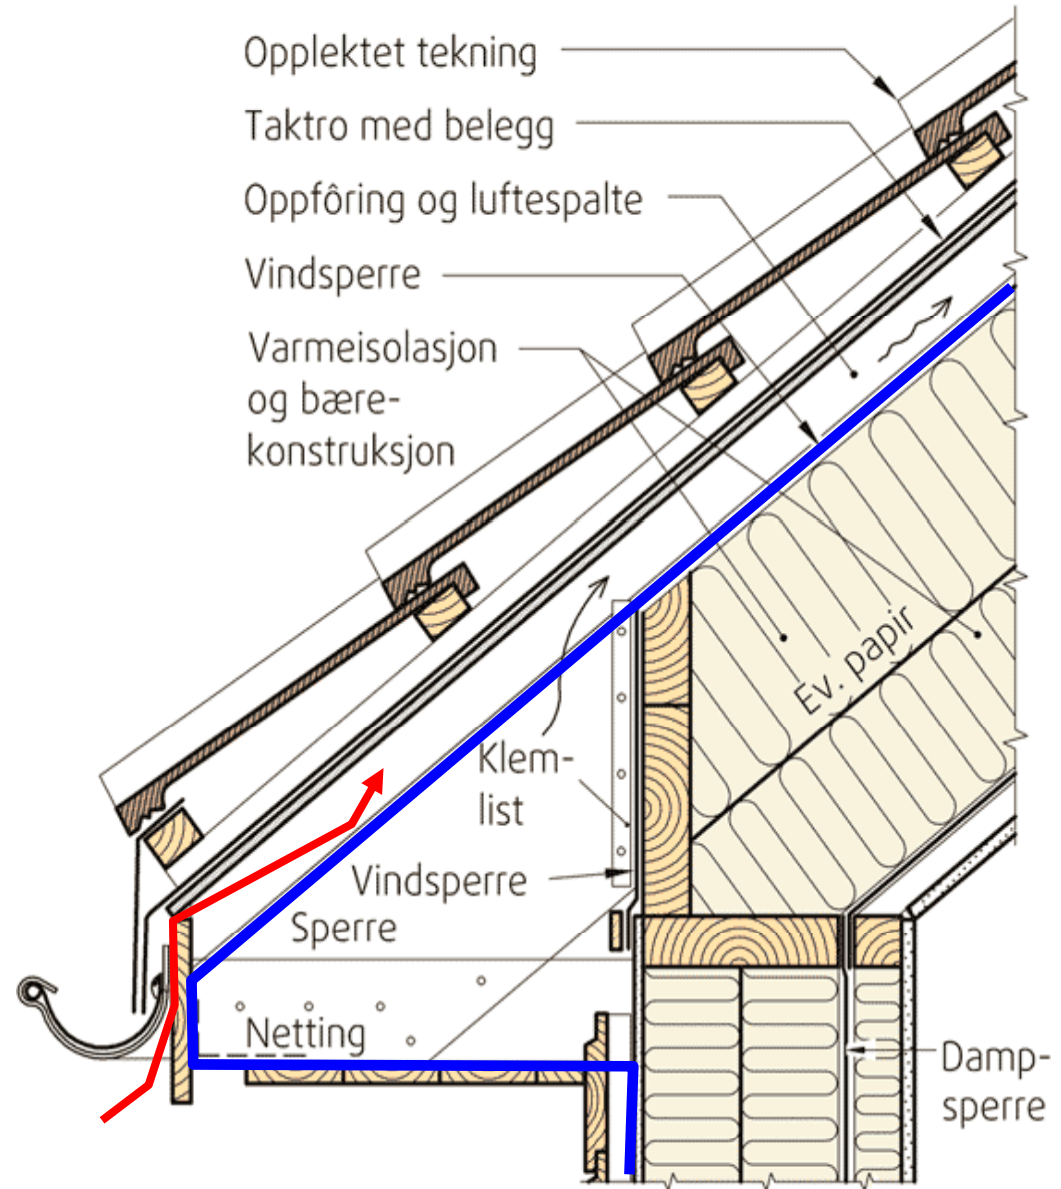 Opplektet tekning
Taktro med belegg
Oppfôring og luftespalte
Vindsperre
Varmeisolasjon
og bære-
konstruksjon
Ev. papir
Klem-
list
Vindsperre
Sperre
Netting
Damp-
sperre